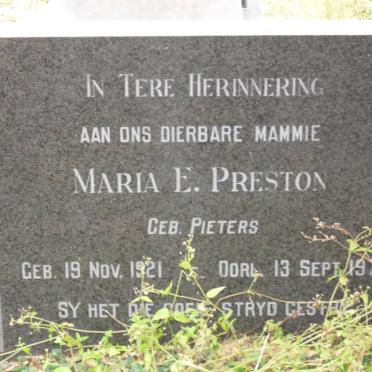 IN TERE HERINNERING
AAN ONS DIERBARE MAMMIE
MARIA E. PRESTON
GEB. PIETERS
GEB. 19 NOV. 1921 OORL. 13 SEPT.
SY HET DIE GOEIE STRYD